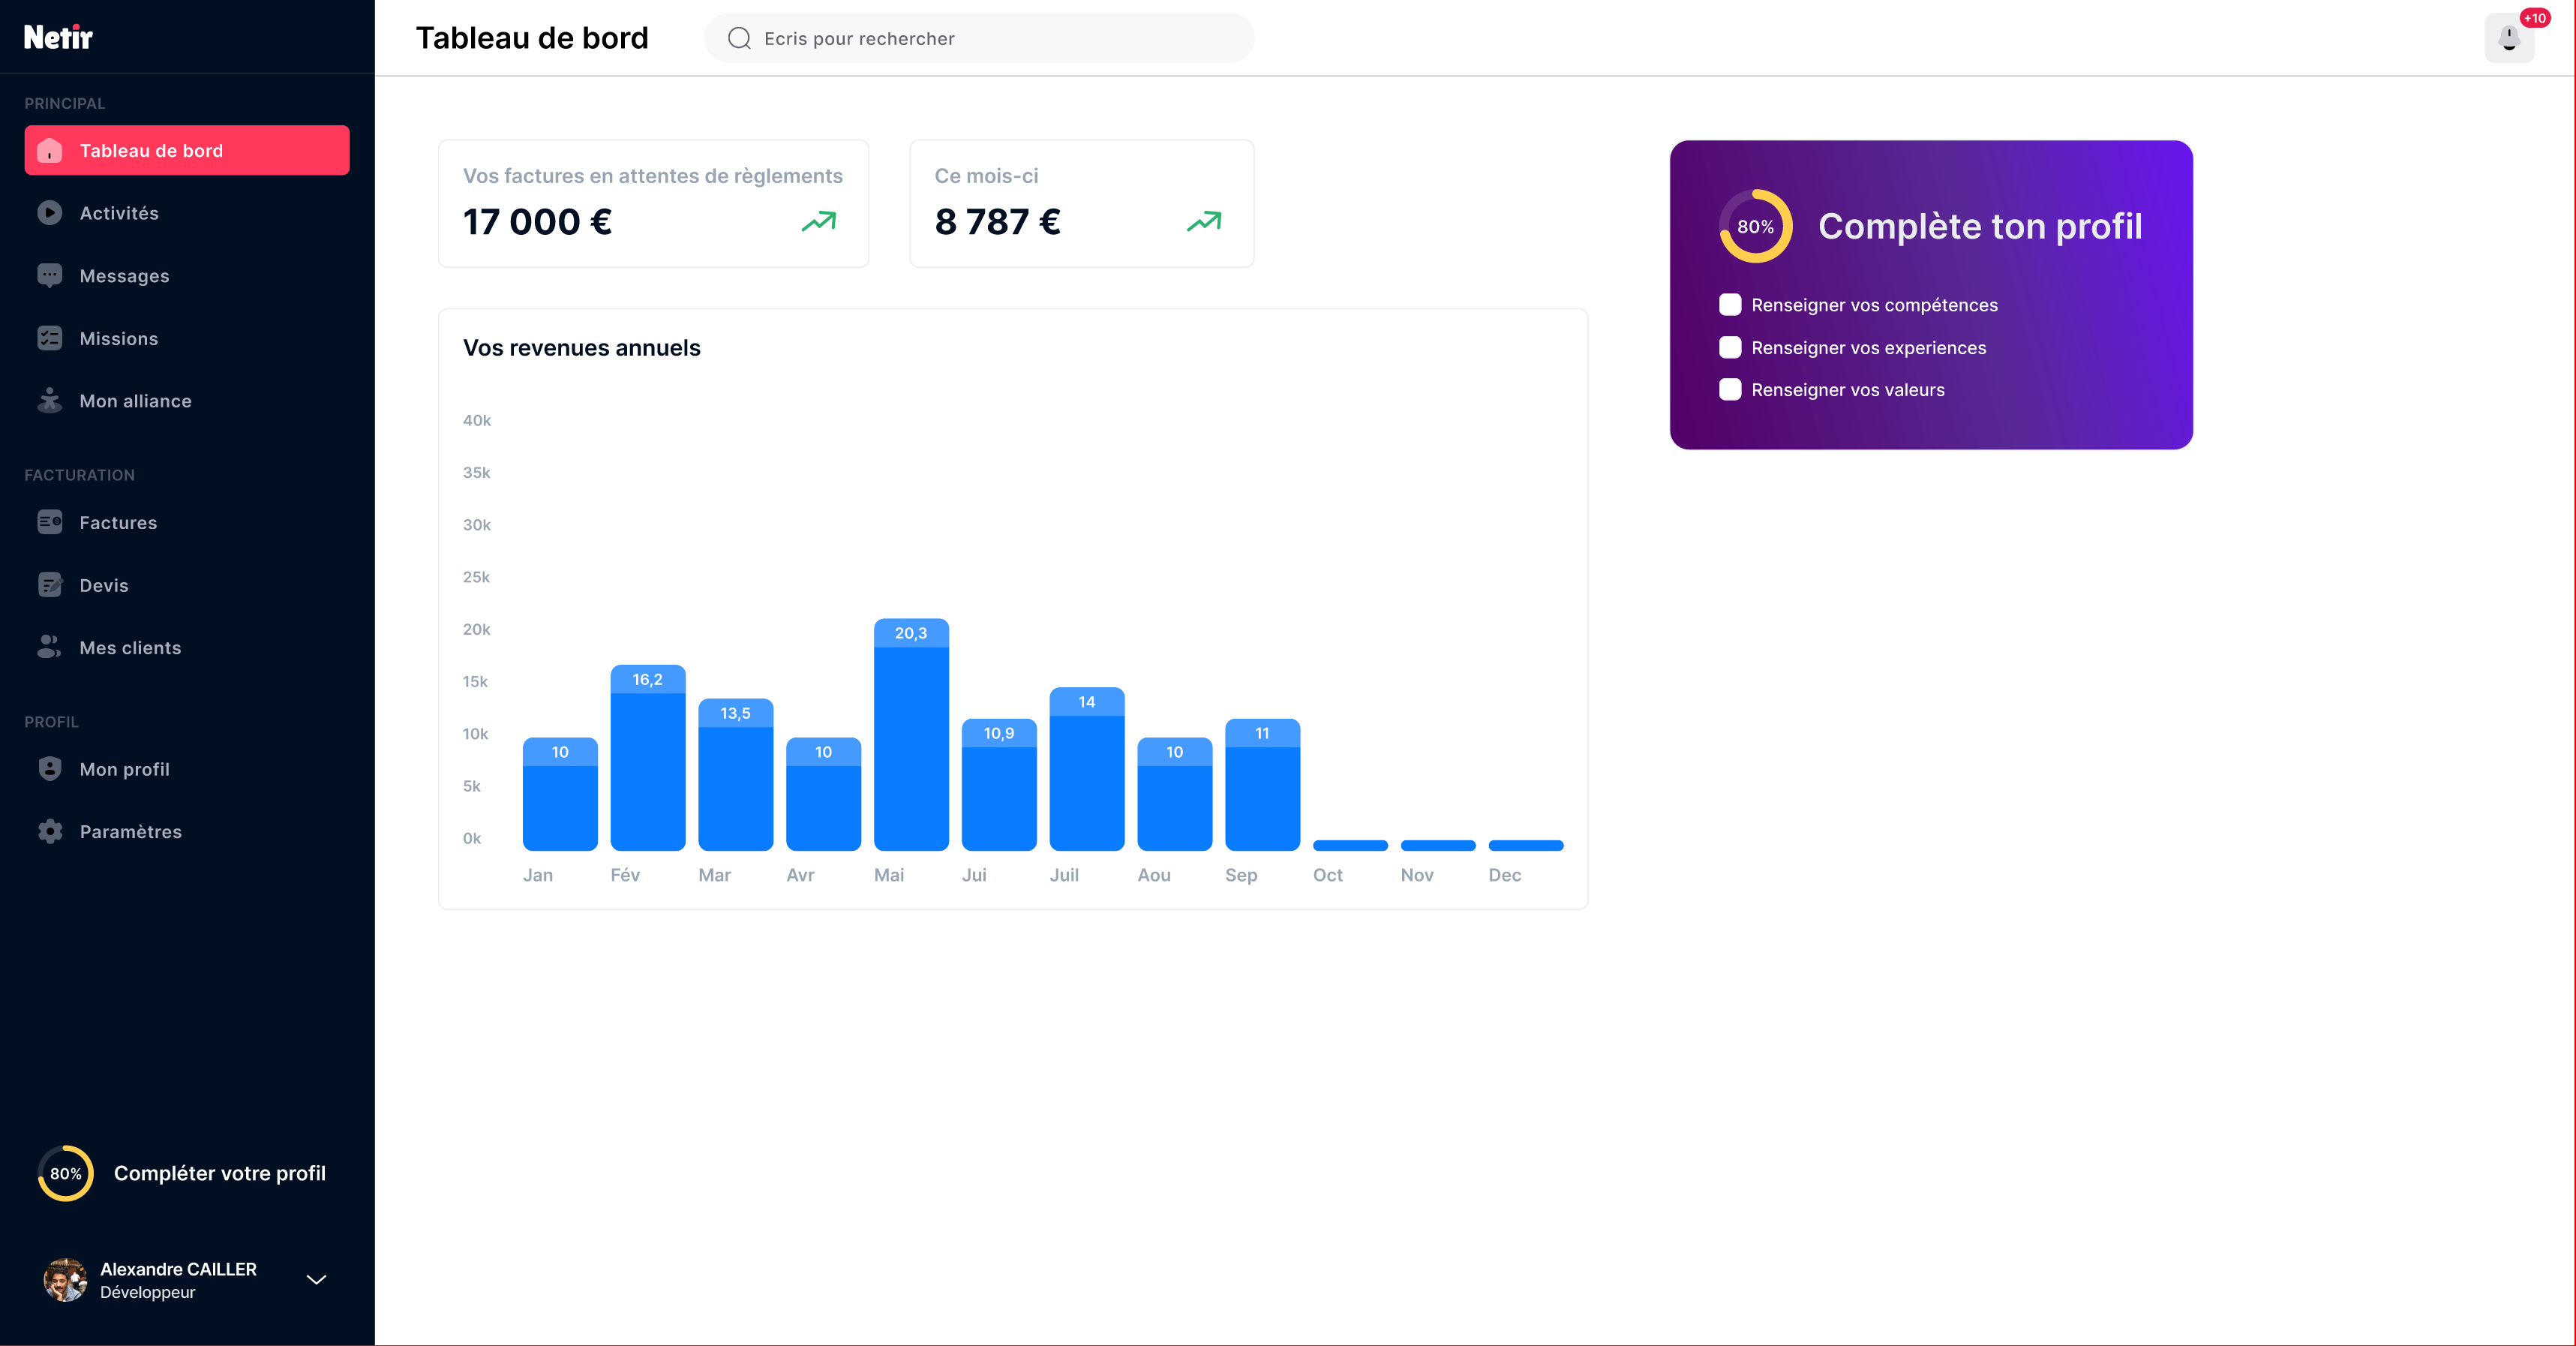 Netir
PRINCIPAL
Tableau de bord
Activités
Messages
Missions
Mon alliance
FACTURATION
Factures
Devis
Mes clients
PROFIL
Mon profil
Paramètres
80% Compléter votre profil
Alexandre CAILLER
Développeur
Tableau de bord
Ecris pour rechercher
+10
Vos factures en attentes de règlements
17 000 €
Ce mois-ci
8 787 €
Vos revenues annuels
40k
35k
30k
25k
20k
15k
10k
5k
0k
10
16,2
13,5
10
20,3
10,9
14
10
11
Jan Fév Mar Avr Mai Jui Juil Aou Sep Oct Nov Dec
80% Complète ton profil
Renseigner vos compétences
Renseigner vos experiences
Renseigner vos valeurs